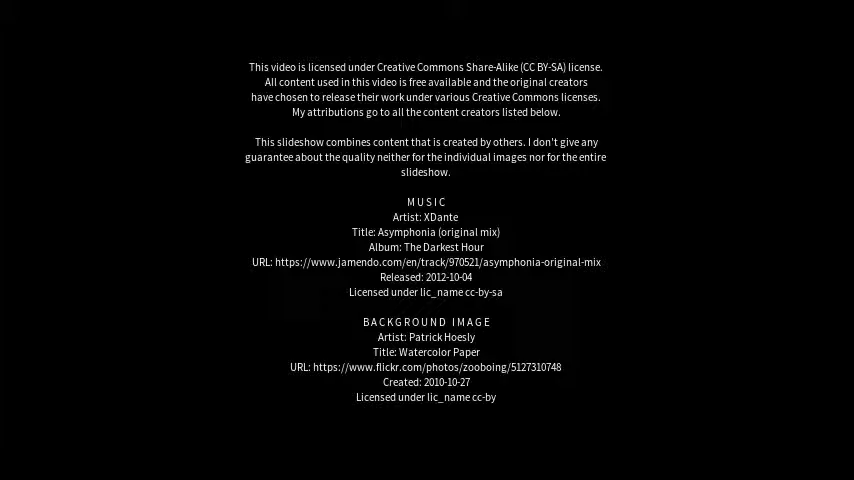 This video is licensed under Creative Commons Share-Alike (CC BY-SA) license.
All content used in this video is free available and the original creators
have chosen to release their work under various Creative Commons licenses.
My attributions go to all the content creators listed below.
This slideshow combines content that is created by others. I don't give any
guarantee about the quality neither for the individual images nor for the entire
slideshow.
M U S I C
Artist: XDante
Title: Asymphonia (original mix)
Album: The Darkest Hour
URL: https://www.jamendo.com/en/track/970521/asymphonia-original-mix
Released: 2012-10-04
Licensed under lic_name cc-by-sa
B A C K G R O U N D   I M A G E
Artist: Patrick Hoesly
Title: Watercolor Paper
URL: https://www.flickr.com/photos/zooboing/5127310748
Created: 2010-10-27
Licensed under lic_name cc-by